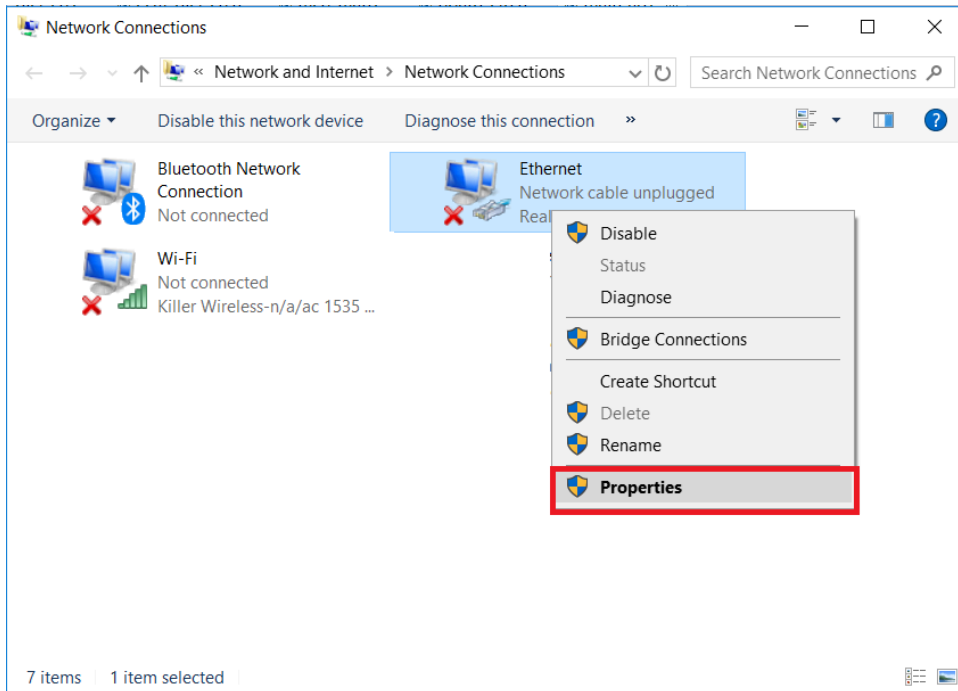 Network Connections
« Network and Internet > Network Connections
Search Network Connections
Organize
Disable this network device
Diagnose this connection
»
Bluetooth Network
Connection
Not connected
Ethernet
Network cable unplugged
Wi-Fi
Not connected
Killer Wireless-n/a/ac 1535 ...
Disable
Status
Diagnose
Bridge Connections
Create Shortcut
Delete
Rename
Properties
7 items
1 item selected